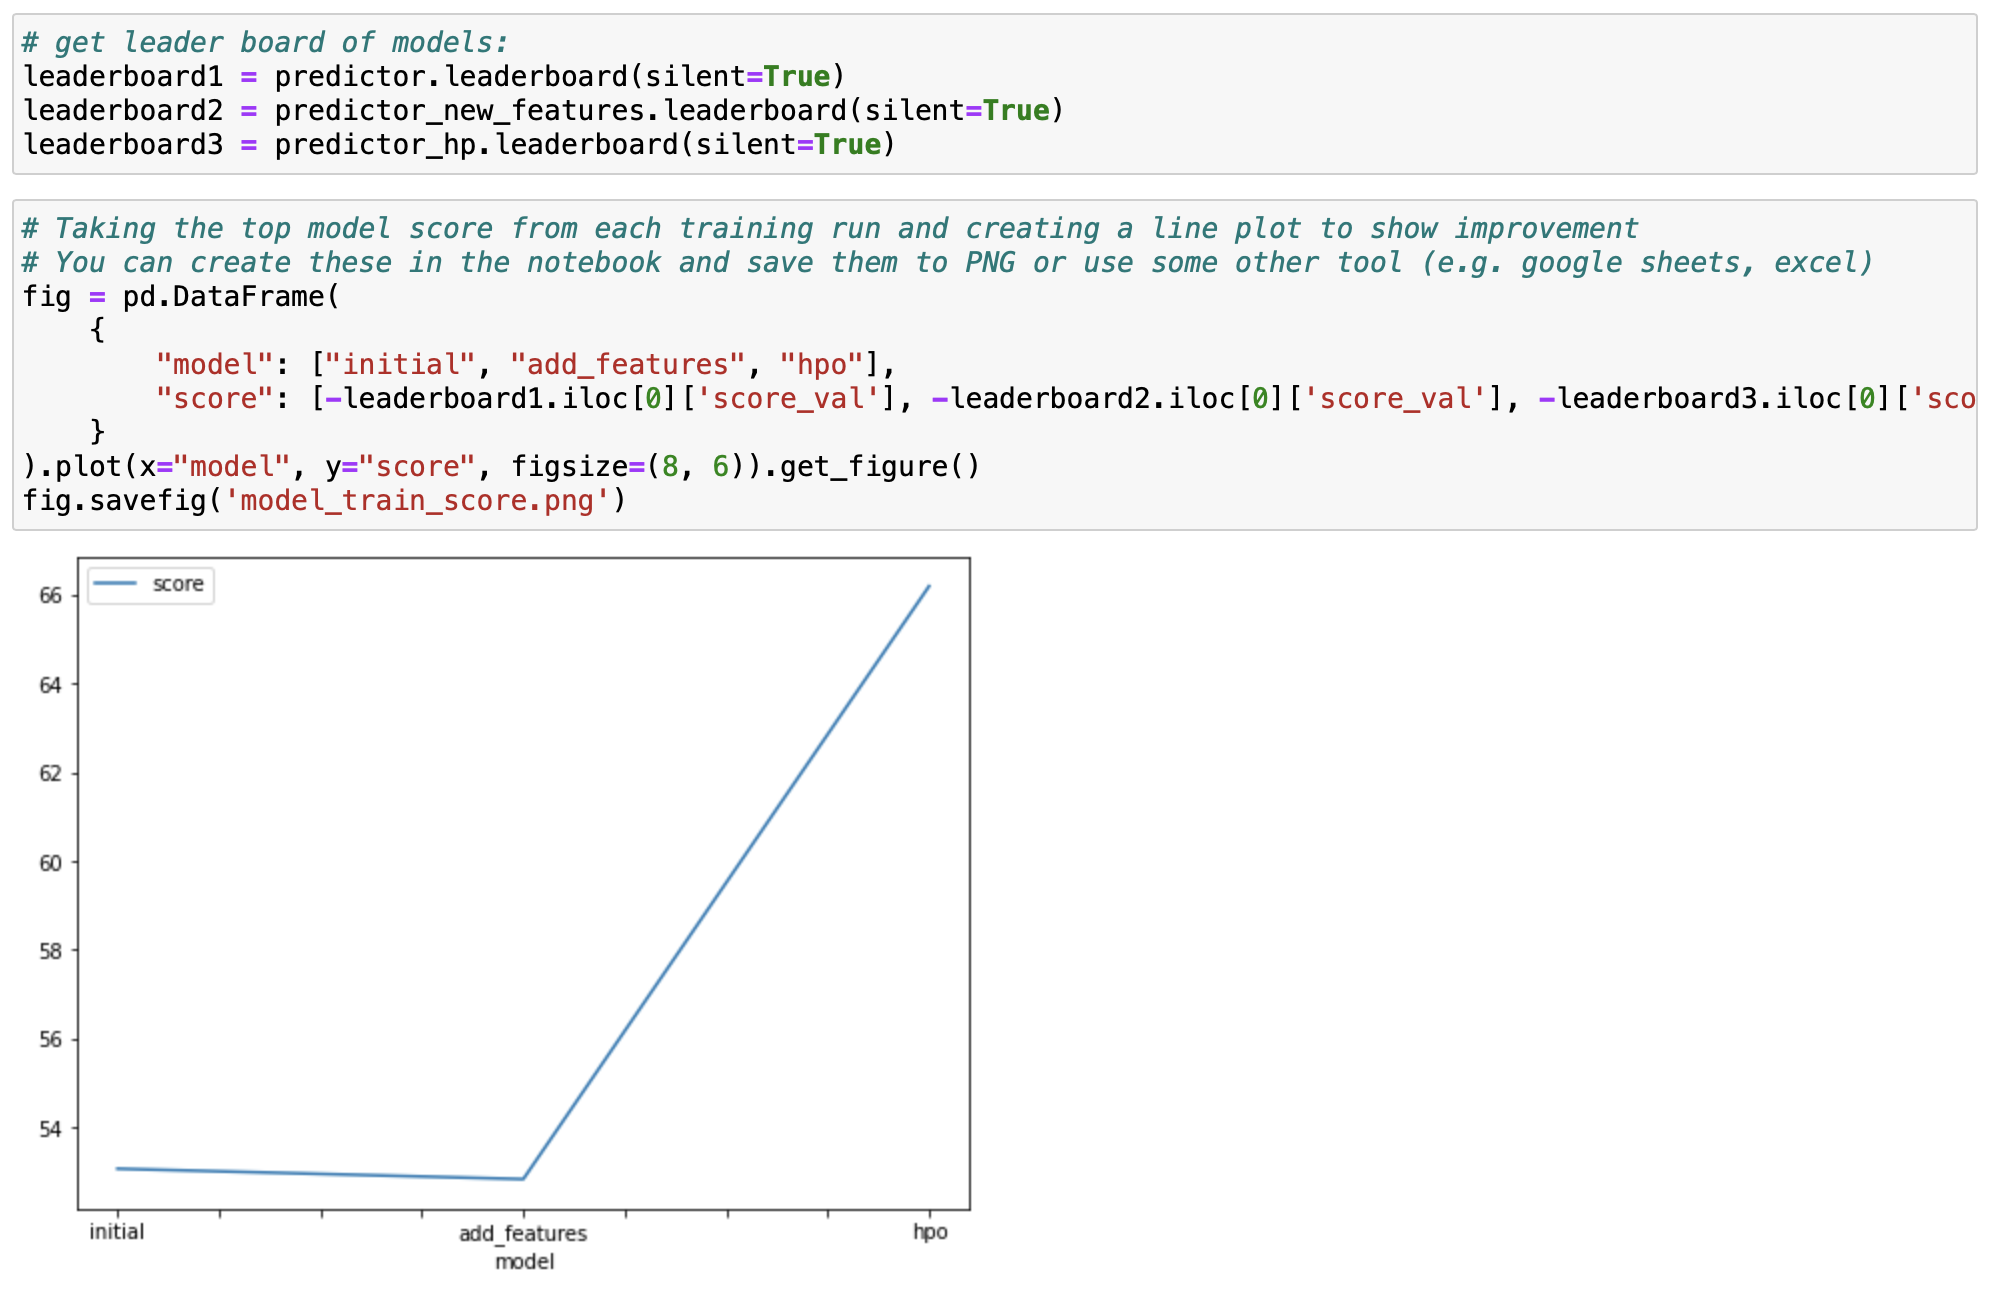 # get leader board of models:
leaderboard1 = predictor.leaderboard(silent=True)
leaderboard2 = predictor_new_features.leaderboard(silent=True)
leaderboard3 = predictor_hp.leaderboard(silent=True)
# Taking the top model score from each training run and creating a line plot to show improvement
# You can create these in the notebook and save them to PNG or use some other tool (e.g. google sheets, excel)
fig = pd.DataFrame(
    {
        "model": ["initial", "add_features", "hpo"],
        "score": [-leaderboard1.iloc[0]['score_val'], -leaderboard2.iloc[0]['score_val'], -leaderboard3.iloc[0]['sco
    }
).plot(x="model", y="score", figsize=(8, 6)).get_figure()
fig.savefig('model_train_score.png')
score
66
64
62
60
58
56
54
initial add_features hpo
model